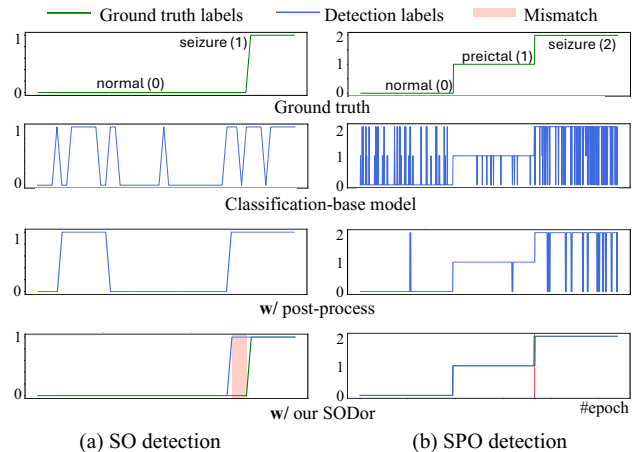 Ground truth labels Detection labels Mismatch
1 seizure (1) normal (0) 0
2 seizure (2) preictal (1) 1 normal (0) 0
Ground truth
1 0
2 1 0
Classification-base model
1 0
2 1 0
w/ post-process
1 0
2 1 0
w/ our SODor
#epoch
(a) SO detection (b) SPO detection